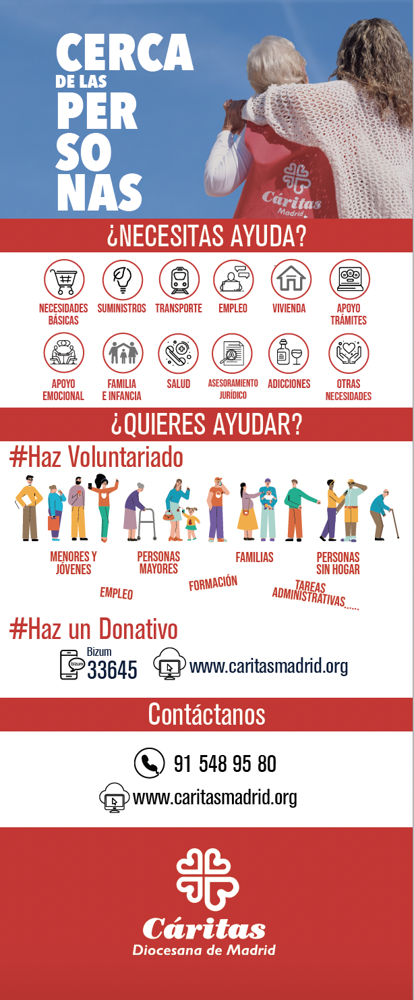 CERCA
DE LAS
PER
SO
NAS
Cáritas
Madrid
¿NECESITAS AYUDA?
NECESIDADES
BÁSICAS
SUMINISTROS
TRANSPORTE
EMPLEO
VIVIENDA
APOYO
TRÁMITES
APOYO
EMOCIONAL
FAMILIA
E INFANCIA
SALUD
ASESORAMIENTO
JURÍDICO
ADICCIONES
OTRAS
NECESIDADES
¿QUIERES AYUDAR?
#Haz Voluntariado
MENORES Y
JÓVENES
PERSONAS
MAYORES
FAMILIAS
PERSONAS
SIN HOGAR
EMPLEO
FORMACIÓN
TAREAS
ADMINISTRATIVAS......
#Haz un Donativo
bizum
Bizum
33645
www.caritasmadrid.org
Contáctanos
91 548 95 80
www.caritasmadrid.org
Cáritas
Diocesana de Madrid